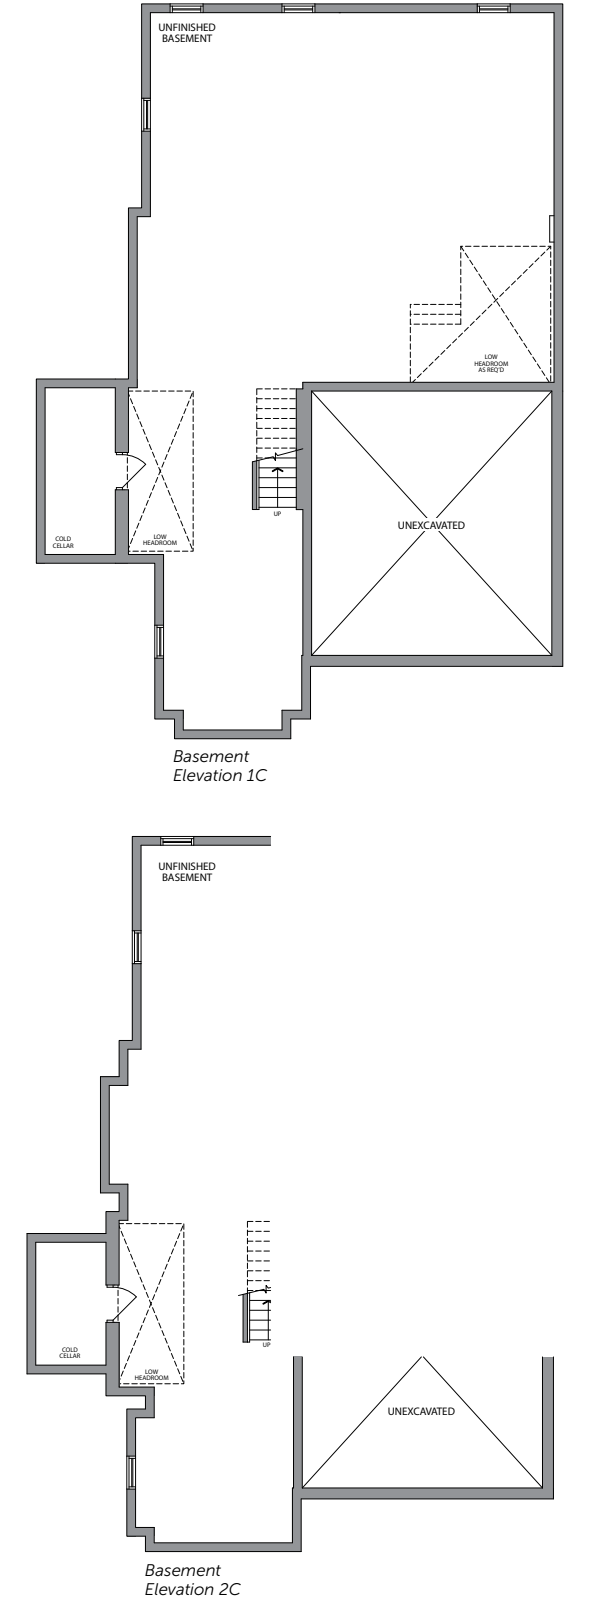 UNFINISHED
BASEMENT
LOW
HEADROOM
AS REQ'D
UNEXCAVATED
UP
LOW
HEADROOM
COLD
CELLAR
Basement
Elevation 1C
UNFINISHED
BASEMENT
UP
COLD
CELLAR
LOW
HEADROOM
UNEXCAVATED
Basement
Elevation 2C